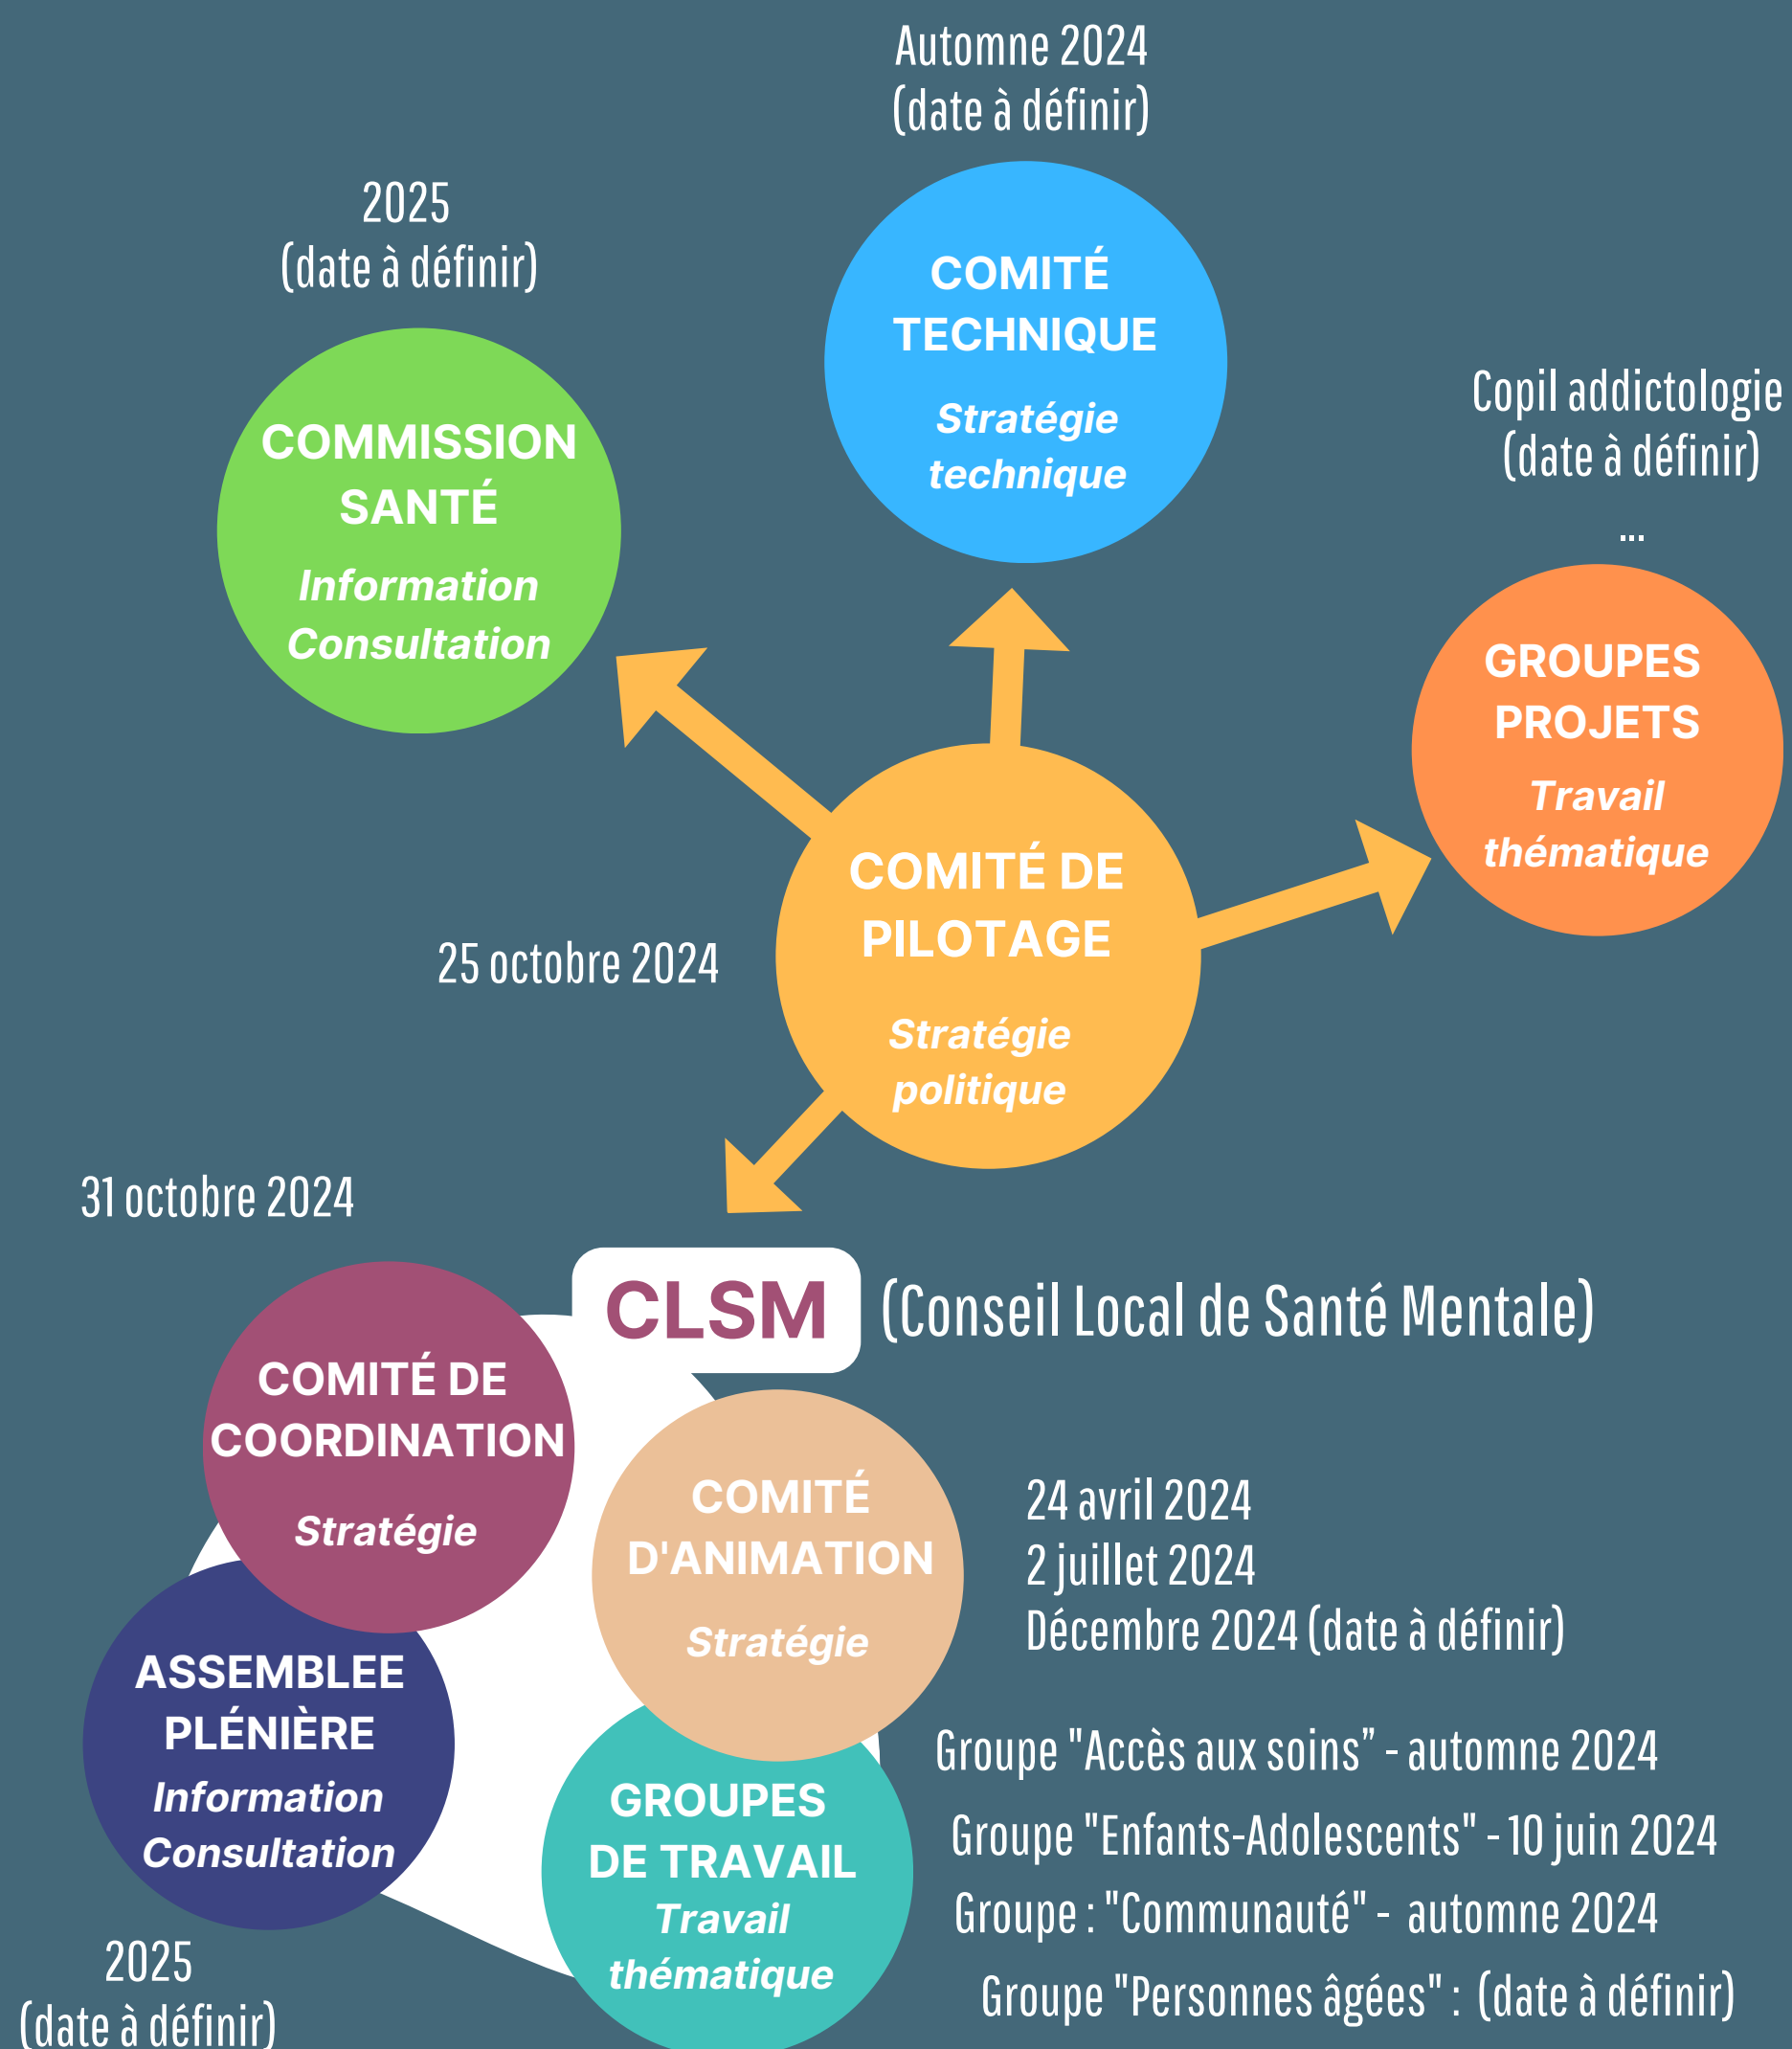 Automne 2024
(date à définir)
2025
(date à définir)
COMITÉ
TECHNIQUE
Stratégie
technique
Copil addictologie
(date à définir)
...
COMMISSION
SANTÉ
Information
Consultation
GROUPES
PROJETS
Travail
thématique
COMITÉ DE
PILOTAGE
Stratégie
politique
25 octobre 2024
31 octobre 2024
CLSM
(Conseil Local de Santé Mentale)
COMITÉ DE
COORDINATION
Stratégie
COMITÉ
D'ANIMATION
Stratégie
24 avril 2024
2 juillet 2024
Décembre 2024 (date à définir)
ASSEMBLEE
PLÉNIÈRE
Information
Consultation
2025
(date à définir)
GROUPES
DE TRAVAIL
Travail
thématique
Groupe "Accès aux soins” - automne 2024
Groupe "Enfants-Adolescents" - 10 juin 2024
Groupe : "Communauté" - automne 2024
Groupe "Personnes âgées" : (date à définir)